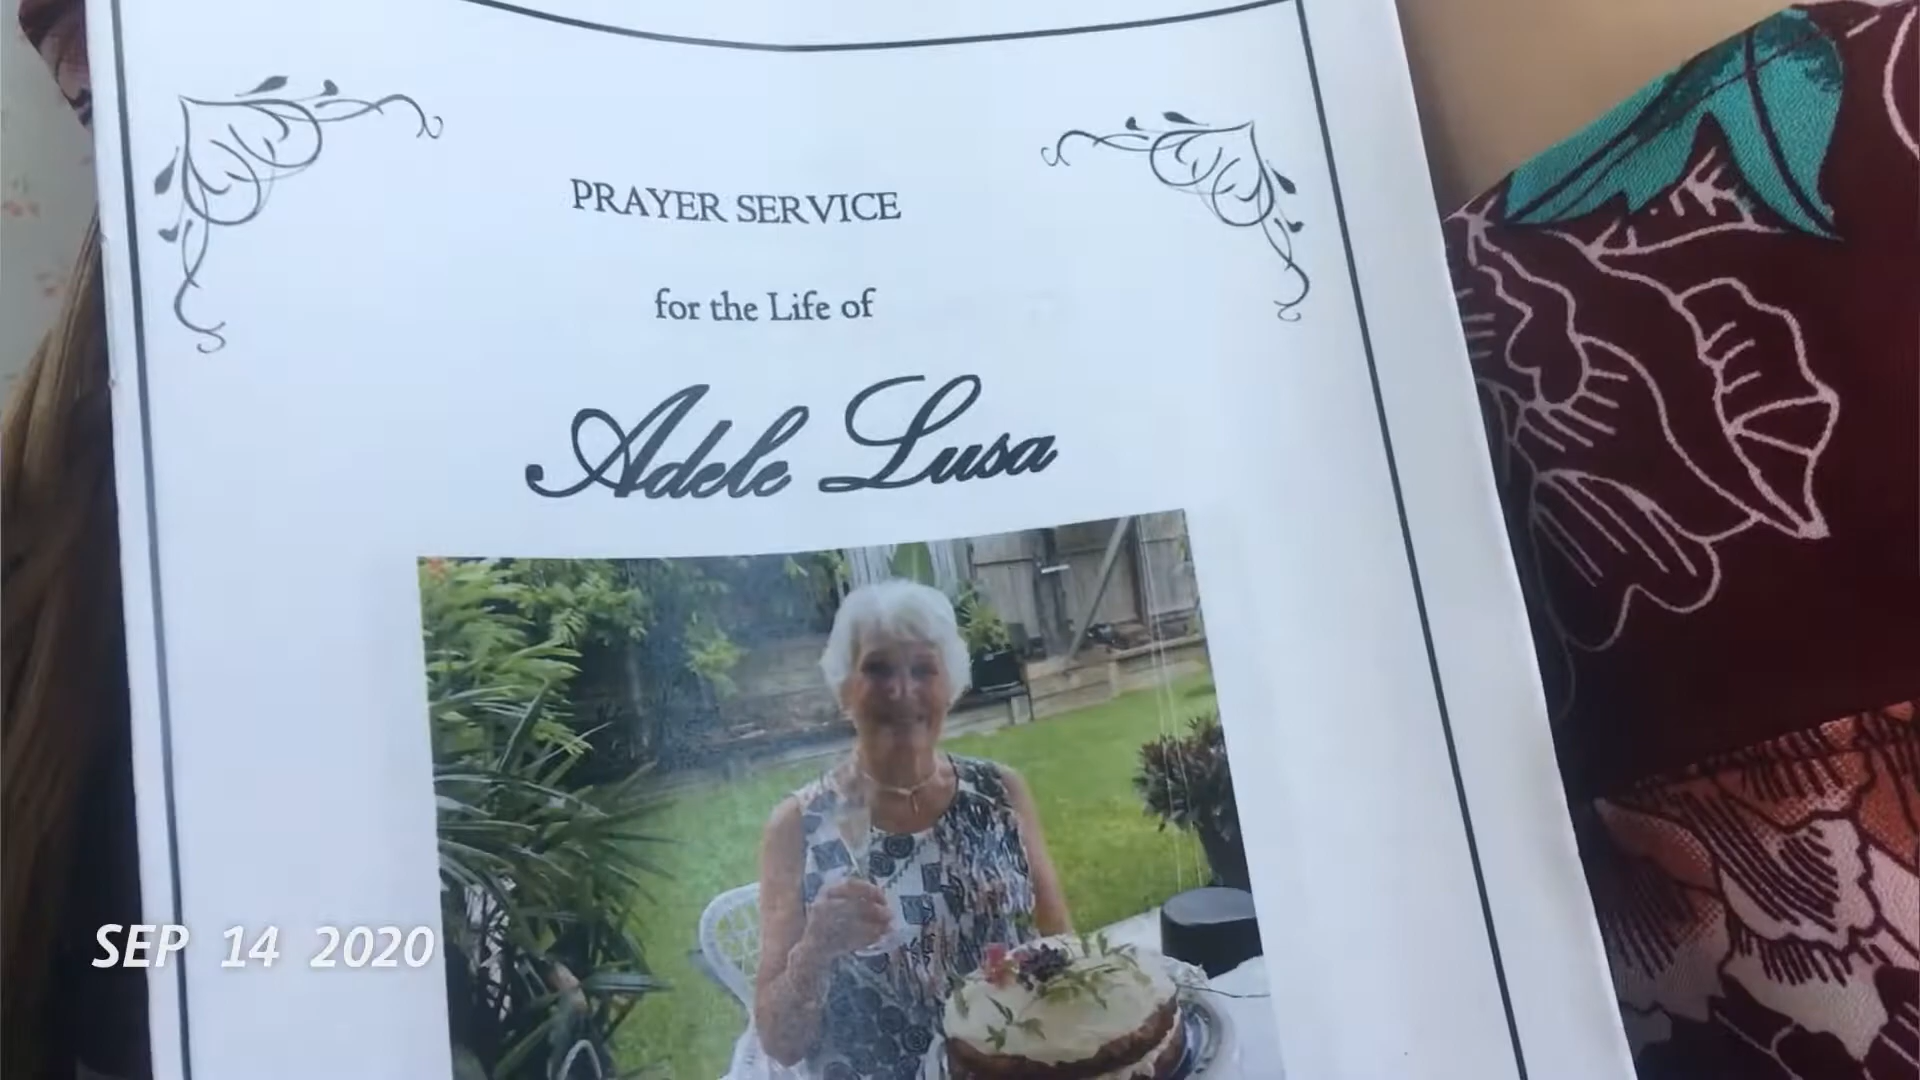 PRAYER SERVICE
for the Life of
Adele Lusa
SEP 14 2020